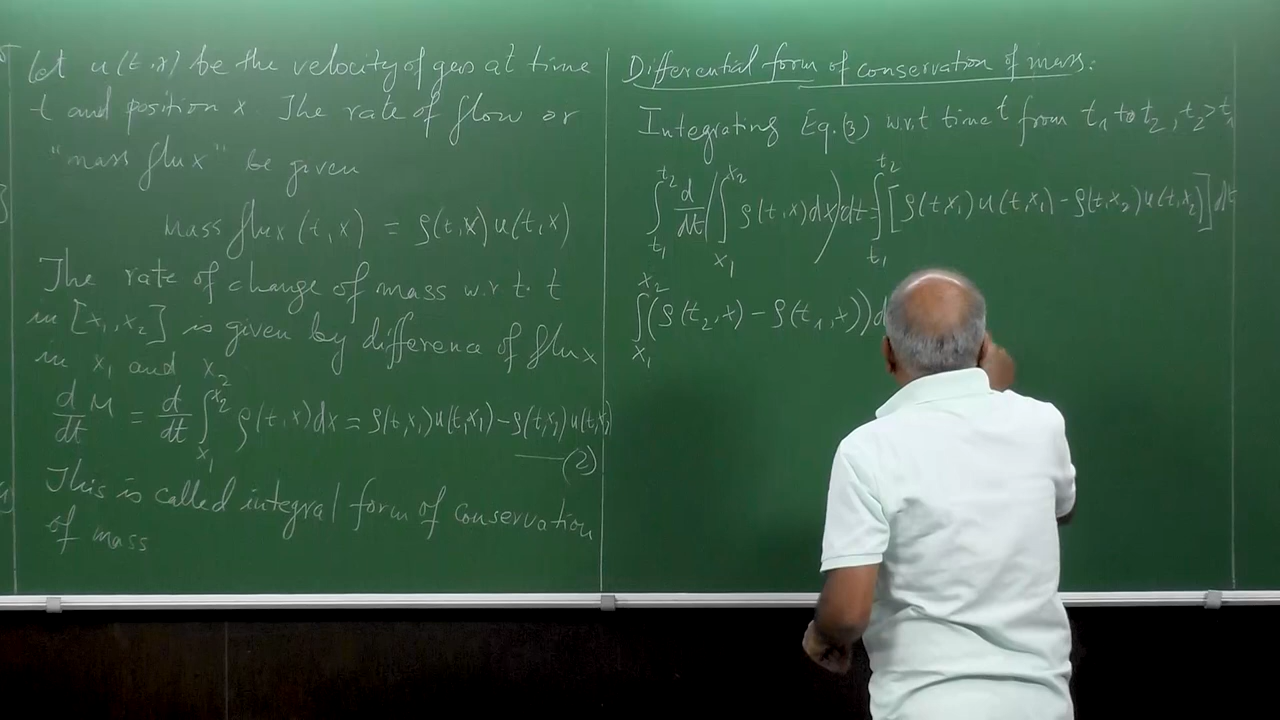 Let u(t,x) be the velocity of gas at time
t and position x The rate of flow or
"mass flux" be given
Mass flux (t,x) = ρ(t,x) u(t,x)
The rate of change of mass w.r.t. t
in [x₁,x₂] is given by difference of flux
in x₁ and x₂
d/dt M = d/dt ∫_{x₁}^{x₂} ρ(t,x)dx = ρ(t,x₁)u(t,x₁) – ρ(t,x₂)u(t,x₂)
—(2)
This is called integral form of conservation
of mass
Differential form of conservation of mass:
Integrating Eq.(3) w.r.t time t from t₁ to t₂, t₂>t₁
∫_{t₁}^{t₂} d/dt (∫_{x₁}^{x₂} ρ(t,x)dx) dt = ∫_{t₁}^{t₂} [ρ(t,x₁)u(t,x₁) – ρ(t,x₂)u(t,x₂)] dt
∫_{x₁}^{x₂} (ρ(t₂,x) – ρ(t₁,x)) d